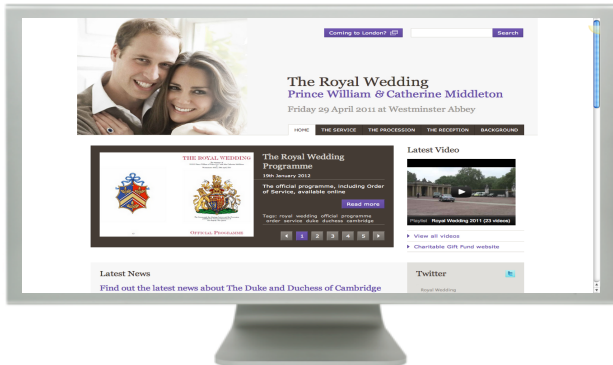 Coming to London?
Search
The Royal Wedding
Prince William & Catherine Middleton
Friday 29 April 2011 at Westminster Abbey
HOME THE SERVICE THE PROCESSION THE RECEPTION BACKGROUND
THE ROYAL WEDDING
OFFICIAL PROGRAMME
The Royal Wedding
Programme
19th January 2012
The official programme, including Order
of Service, available online
Read more
Tags: royal wedding official programme
order service duke duchess cambridge
1 2 3 4 5
Latest Video
Playlist Royal Wedding 2011 (23 videos)
View all videos
Charitable Gift Fund website
Latest News
Find out the latest news about The Duke and Duchess of Cambridge
Twitter
Royal Wedding